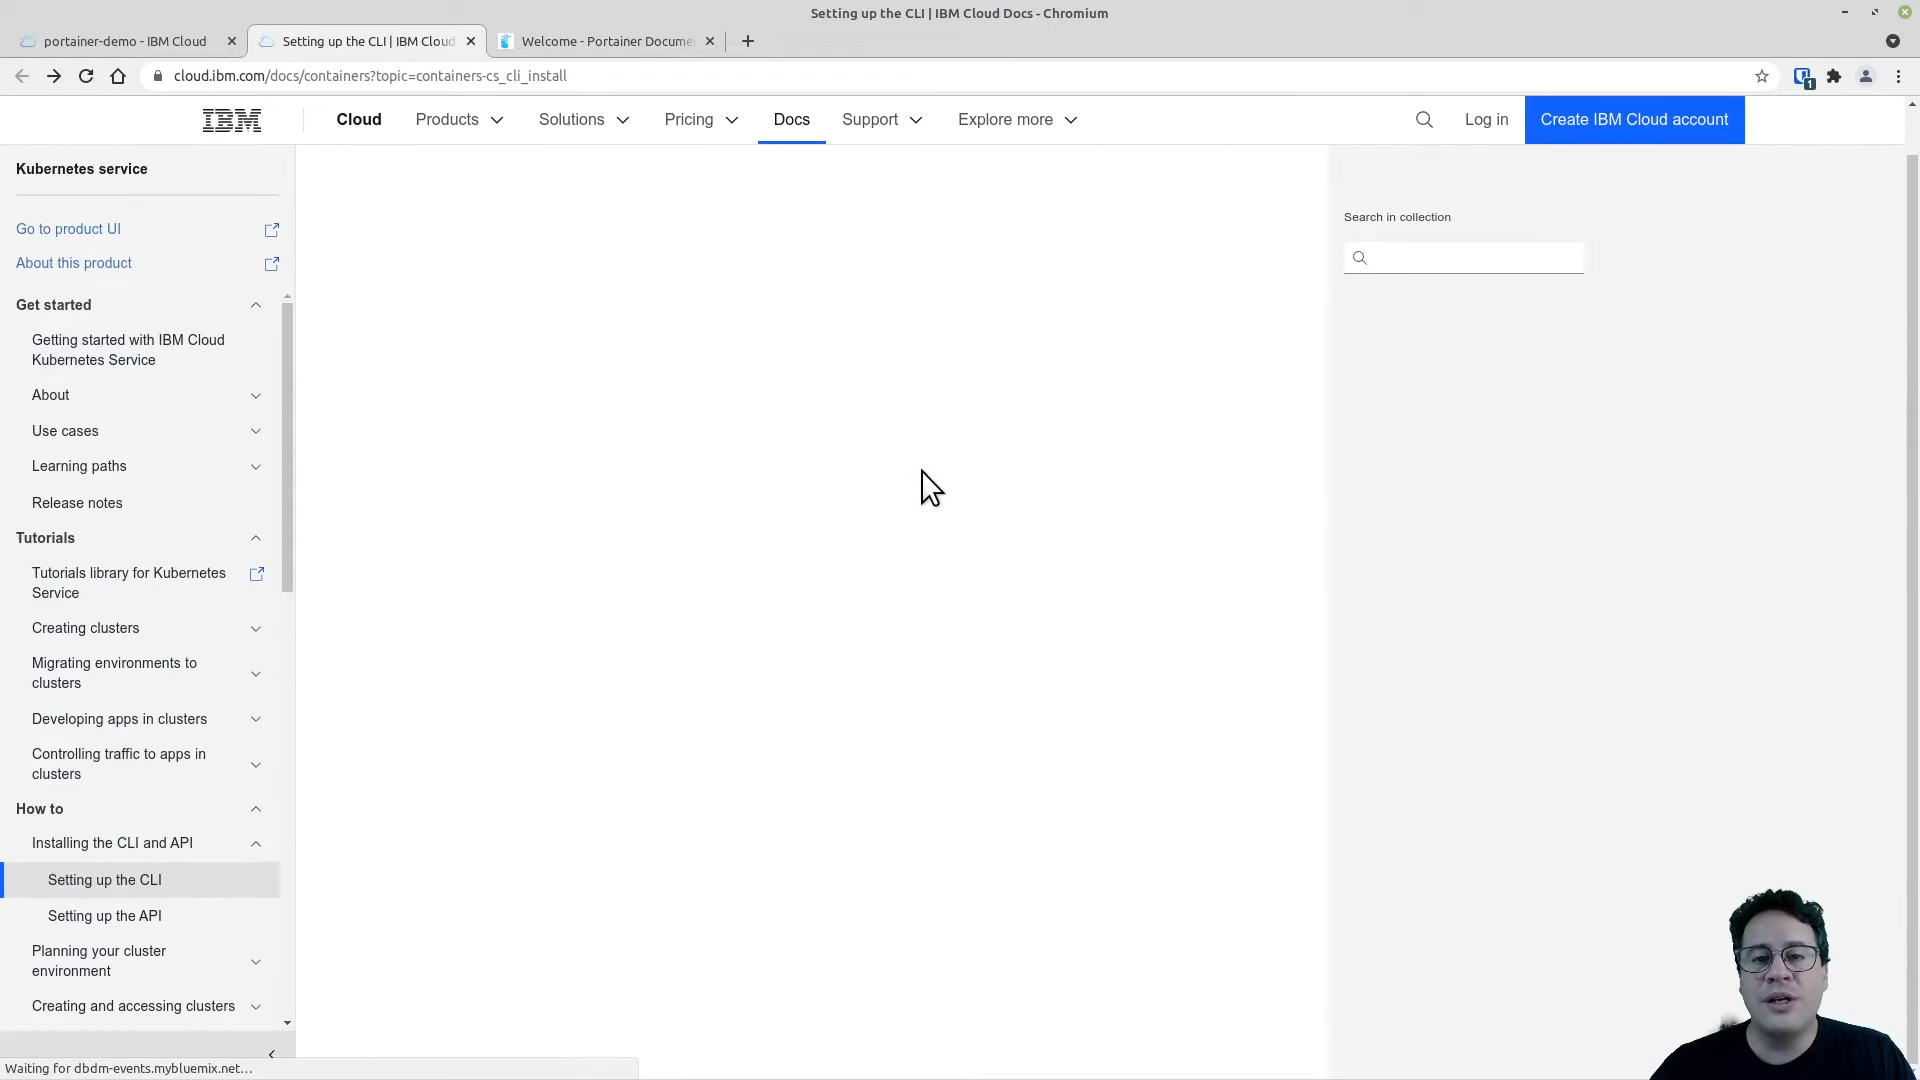 Setting up the CLI | IBM Cloud Docs - Chromium
portainer-demo - IBM Cloud
Setting up the CLI | IBM Cloud
Welcome - Portainer Docume
cloud.ibm.com/docs/containers?topic=containers-cs_cli_install
1
IBM
Cloud
Products
Solutions
Pricing
Docs
Support
Explore more
Log in
Create IBM Cloud account
Kubernetes service
Go to product UI
About this product
Get started
Getting started with IBM Cloud
Kubernetes Service
About
Use cases
Learning paths
Release notes
Tutorials
Tutorials library for Kubernetes
Service
Creating clusters
Migrating environments to
clusters
Developing apps in clusters
Controlling traffic to apps in
clusters
How to
Installing the CLI and API
Setting up the CLI
Setting up the API
Planning your cluster
environment
Creating and accessing clusters
Search in collection
Waiting for dbdm-events.mybluemix.net...